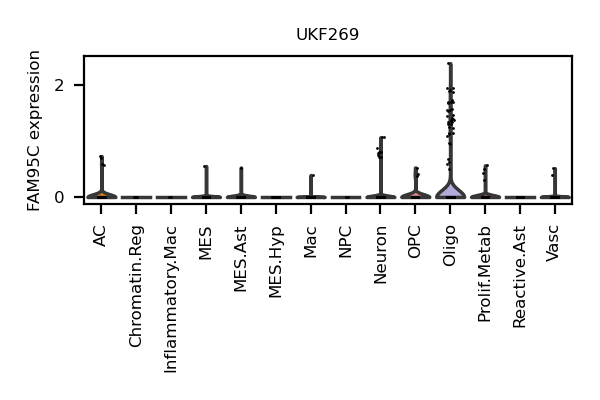 UKF269
FAM95C expression
2
0
AC
Chromatin.Reg
Inflammatory.Mac
MES
MES.Ast
MES.Hyp
Mac
NPC
Neuron
OPC
Oligo
Prolif.Metab
Reactive.Ast
Vasc